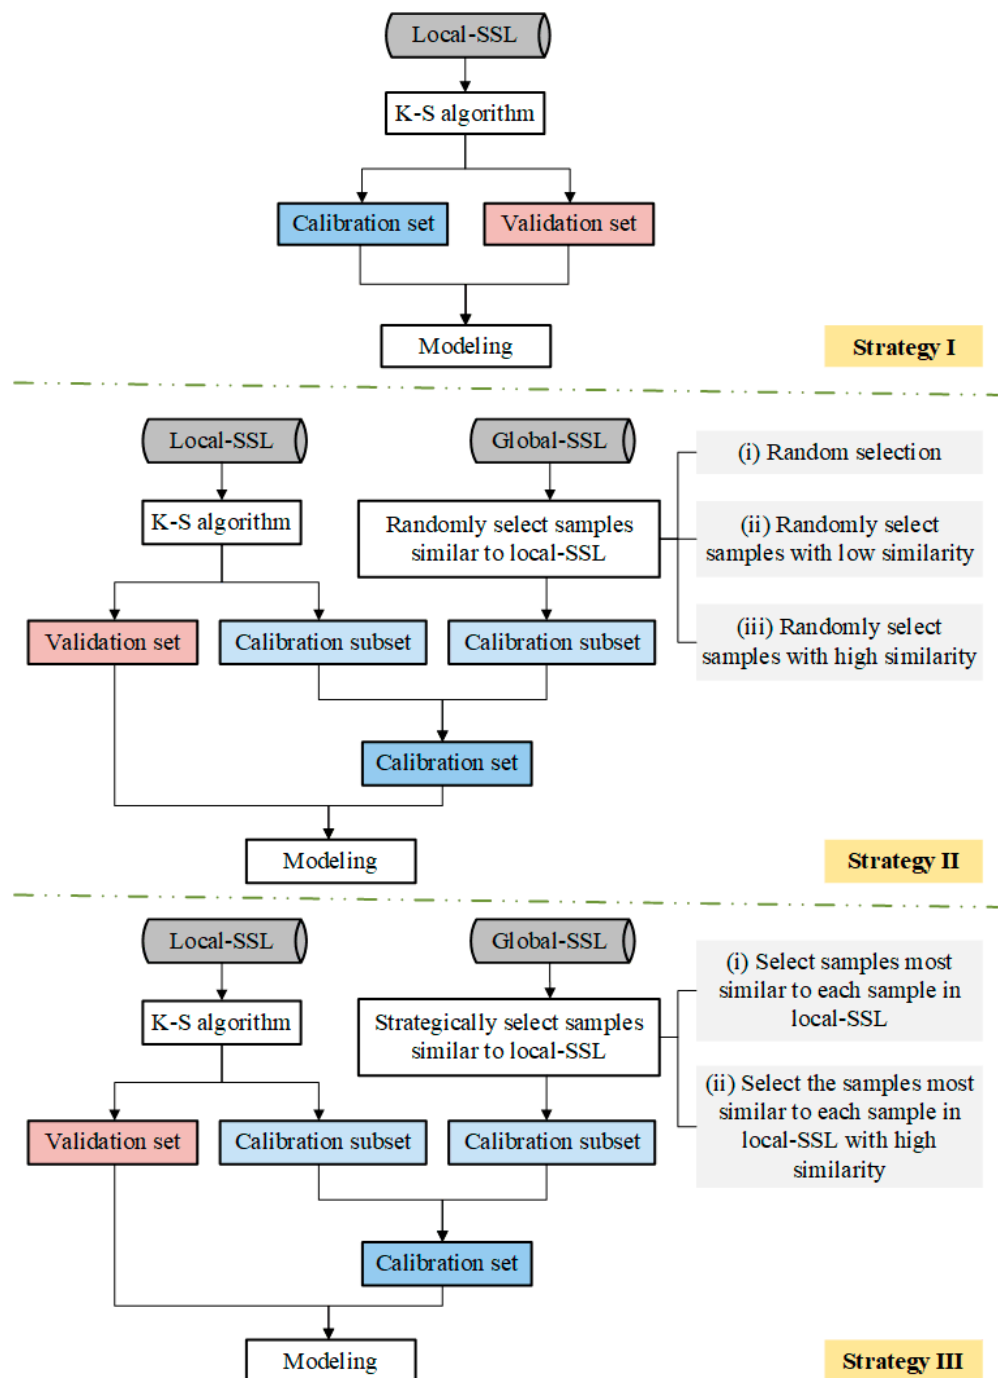 Local-SSL
K-S algorithm
Calibration set
Validation set
Modeling
Strategy I
Local-SSL
Global-SSL
(i) Random selection
K-S algorithm
Randomly select samples
similar to local-SSL
(ii) Randomly select
samples with low similarity
Validation set
Calibration subset
Calibration subset
(iii) Randomly select
samples with high similarity
Calibration set
Modeling
Strategy II
Local-SSL
Global-SSL
(i) Select samples most
similar to each sample in
local-SSL
K-S algorithm
Strategically select samples
similar to local-SSL
(ii) Select the samples most
similar to each sample in
local-SSL with high
similarity
Validation set
Calibration subset
Calibration subset
Calibration set
Modeling
Strategy III